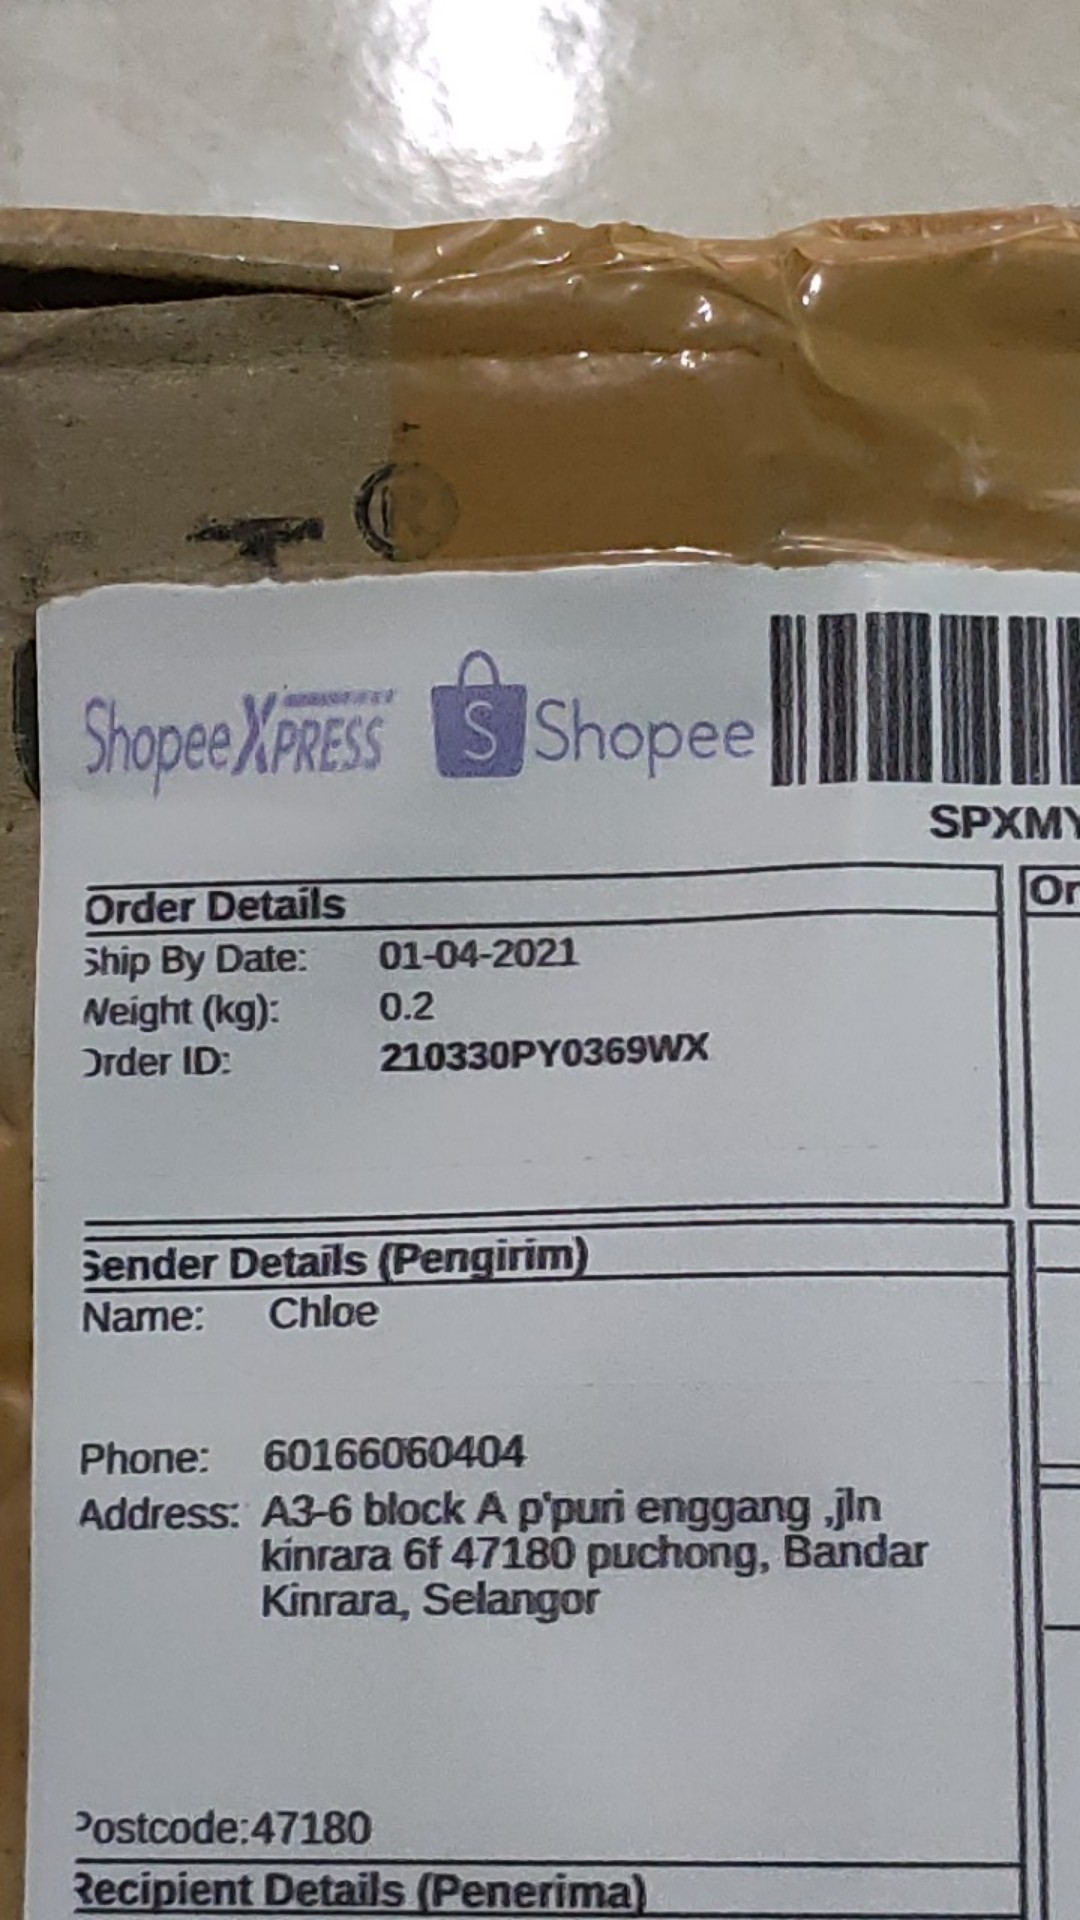 ShopeeXPRESS S Shopee
SPXMY
Order Details
Or
Ship By Date: 01-04-2021
Weight (kg): 0.2
Order ID: 210330PY0369WX
Sender Details (Pengirim)
Name: Chloe
Phone: 60166060404
Address: A3-6 block A p'puri enggang ,jln
kinrara 6f 47180 puchong, Bandar
Kinrara, Selangor
Postcode:47180
Recipient Details (Penerima)